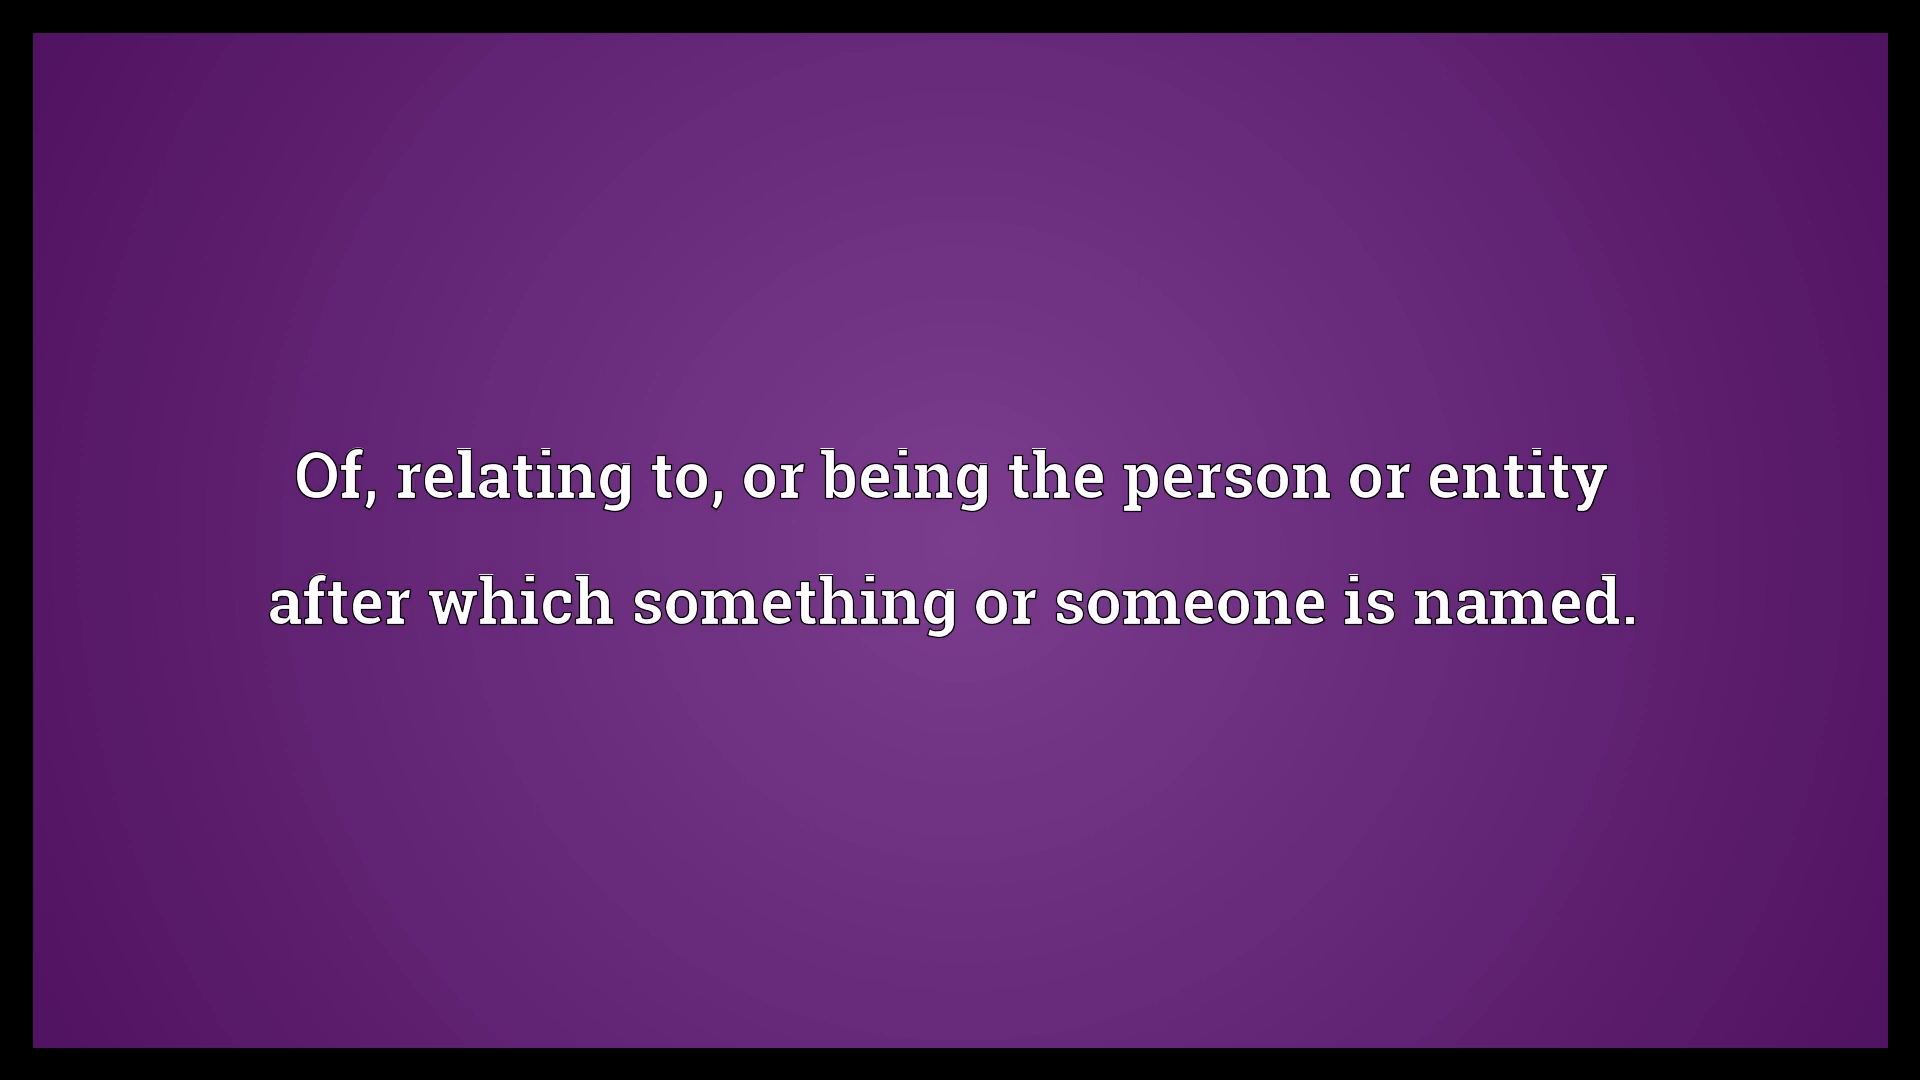 Of, relating to, or being the person or entity
after which something or someone is named.